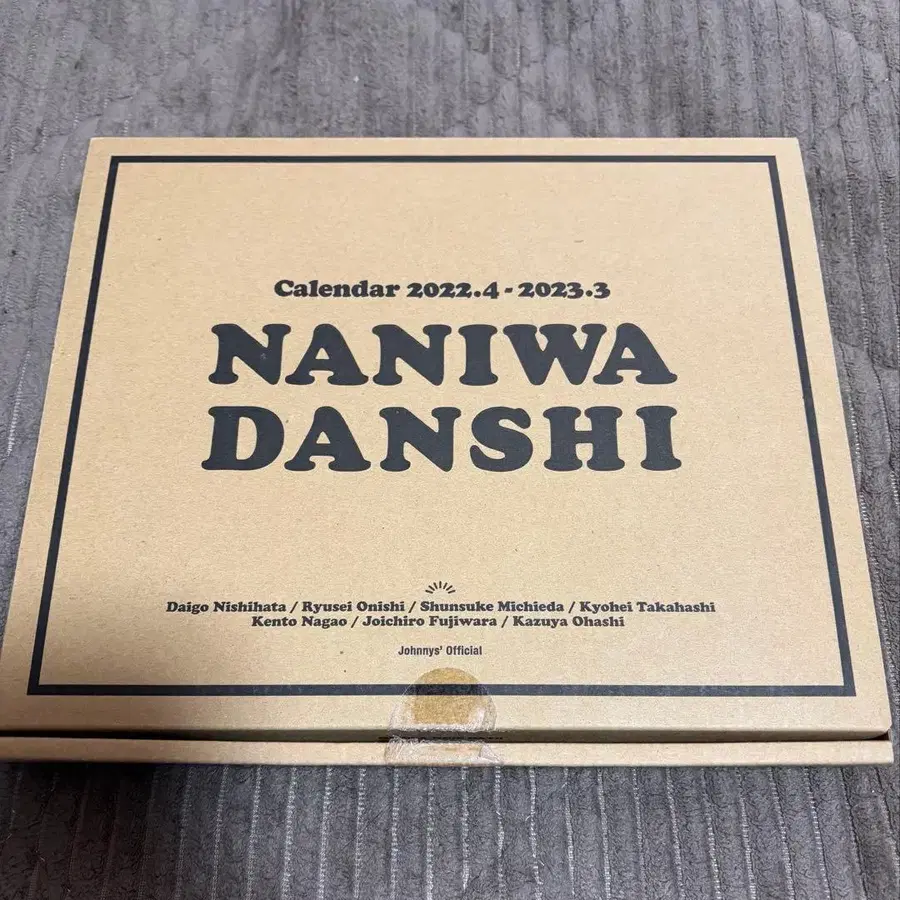 Calendar 2022.4-2023.3
NANIWA
DANSHI
Daigo Nishihata / Ryusei Onishi / Shunsuke Michieda / Kyohei Takahashi
Kento Nagao / Joichiro Fujiwara / Kazuya Ohashi
Johnnys' Official